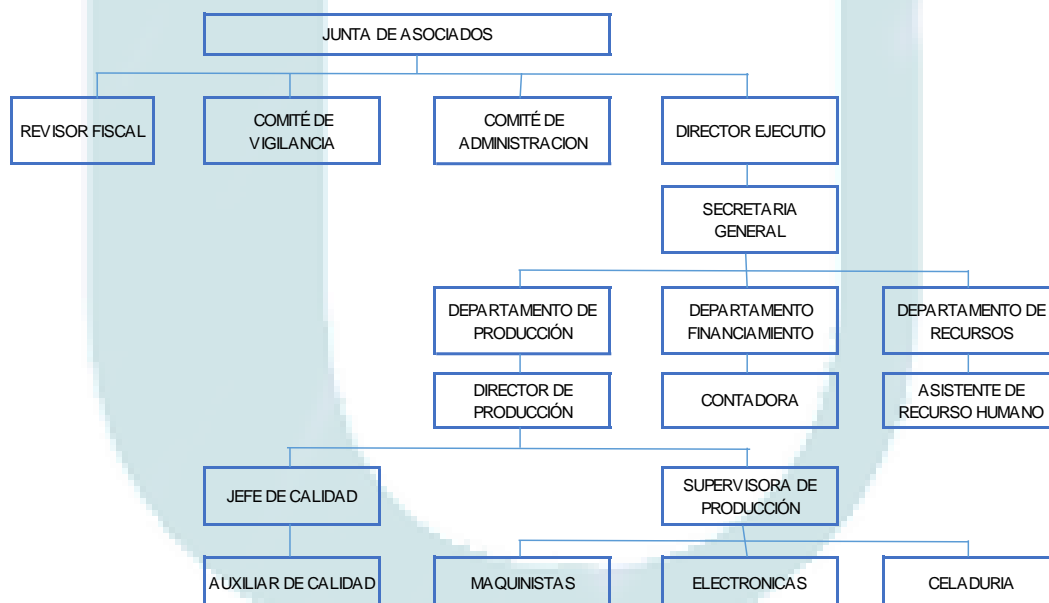 JUNTA DE ASOCIADOS
REVISOR FISCAL
COMITÉ DE
VIGILANCIA
COMITÉ DE
ADMINISTRACION
DIRECTOR EJECUTIO
SECRETARIA
GENERAL
DEPARTAMENTO DE
PRODUCCIÓN
DEPARTAMENTO
FINANCIAMIENTO
DEPARTAMENTO DE
RECURSOS
DIRECTOR DE
PRODUCCIÓN
CONTADORA
ASISTENTE DE
RECURSO HUMANO
JEFE DE CALIDAD
SUPERVISORA DE
PRODUCCIÓN
AUXILIAR DE CALIDAD
MAQUINISTAS
ELECTRONICAS
CELADURIA